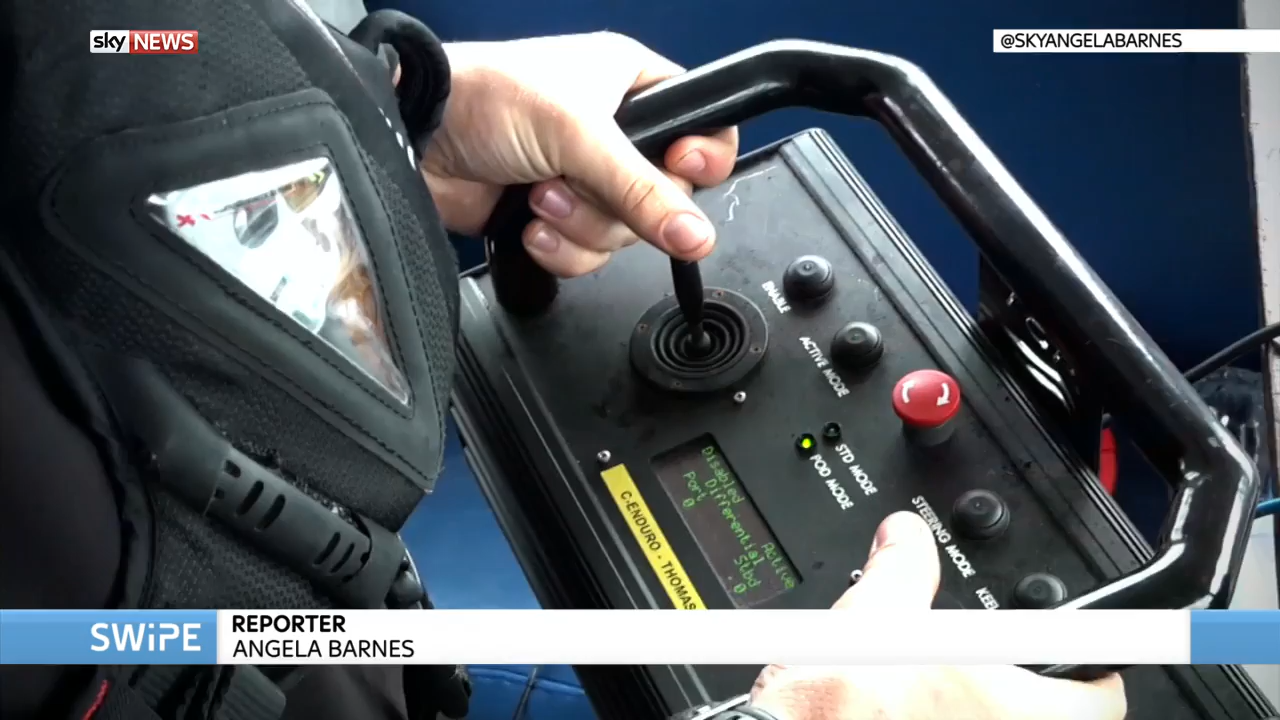 sky NEWS
@SKYANGELABARNES
ENABLE
ACTIVE MODE
STD MODE
POD MODE
STEERING MODE
Disabled Active
Differential
Port Stbd
0 0
C-ENDURO - THOMAS
SWiPE
REPORTER
ANGELA BARNES